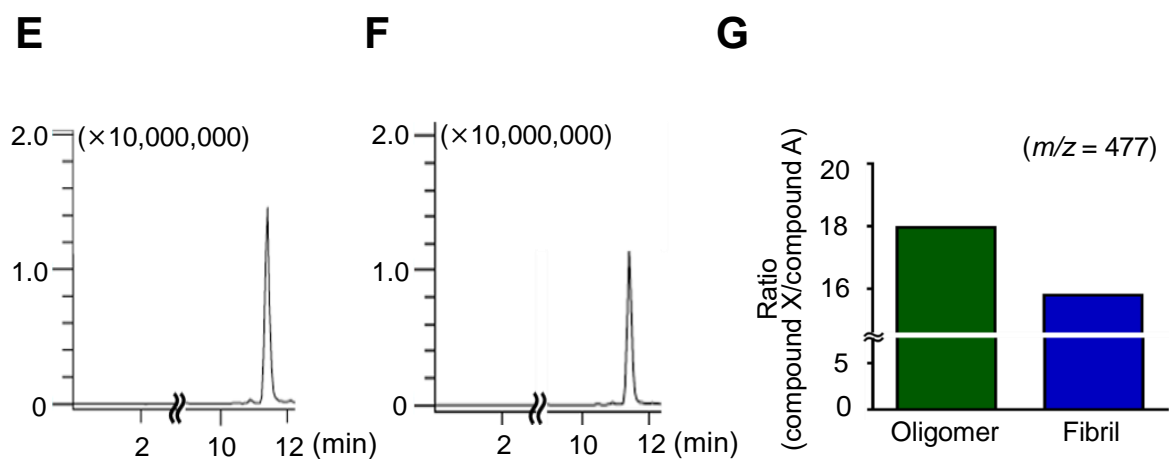 E
F
G
2.0
(×10,000,000)
1.0
0
2
10
12
(min)
2.0
(×10,000,000)
1.0
0
2
10
12
(min)
(m/z = 477)
Ratio
(compound X/compound A)
20
18
16
5
0
Oligomer
Fibril